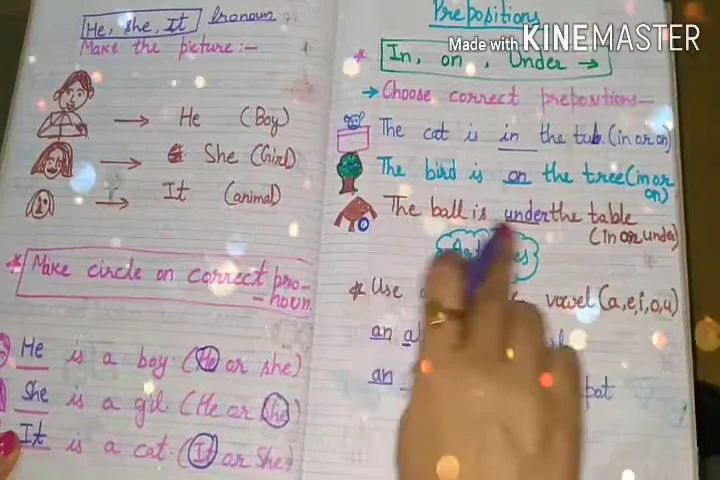 He, She, It Pronoun
Make the picture:-
He (Boy)
She (Girl)
It (animal)
Make circle on correct pro-
-noun.
He is a boy. (He or she)
She is a gil (He or She)
It is a cat. (It or She)
Prepositions
Made with KINEMASTER
In, on, Under →
→ Choose correct prepositions—
The cat is in the tub. (in or on)
The bird is on the tree (in or
on)
The ball is under the table
(in or under)
* Use vowel (a,e,i,o,u)
an
an